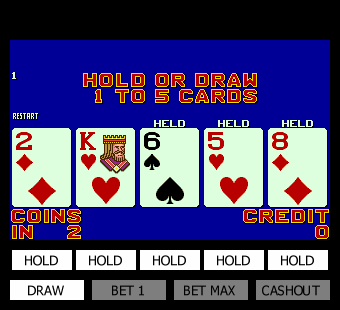 1
HOLD OR DRAW
1 TO 5 CARDS
RESTART
HELD HELD HELD
2 K 6 5 8
COINS CREDIT
IN 2 0
HOLD HOLD HOLD HOLD HOLD
DRAW BET 1 BET MAX CASHOUT